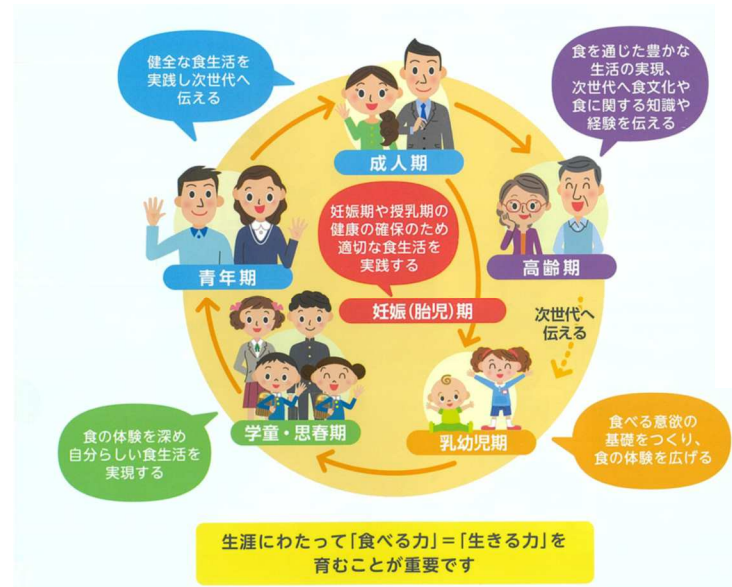 健全な食生活を
実践し次世代へ
伝える
食を通じた豊かな
生活の実現、
次世代へ食文化や
食に関する知識や
経験を伝える
成人期
妊娠期や授乳期の
健康の確保のため
適切な食生活を
実践する
青年期
高齢期
妊娠(胎児)期
次世代へ
伝える
食の体験を深め
自分らしい食生活を
実現する
学童・思春期
乳幼児期
食べる意欲の
基礎をつくり、
食の体験を広げる
生涯にわたって「食べる力」=「生きる力」を
育むことが重要です